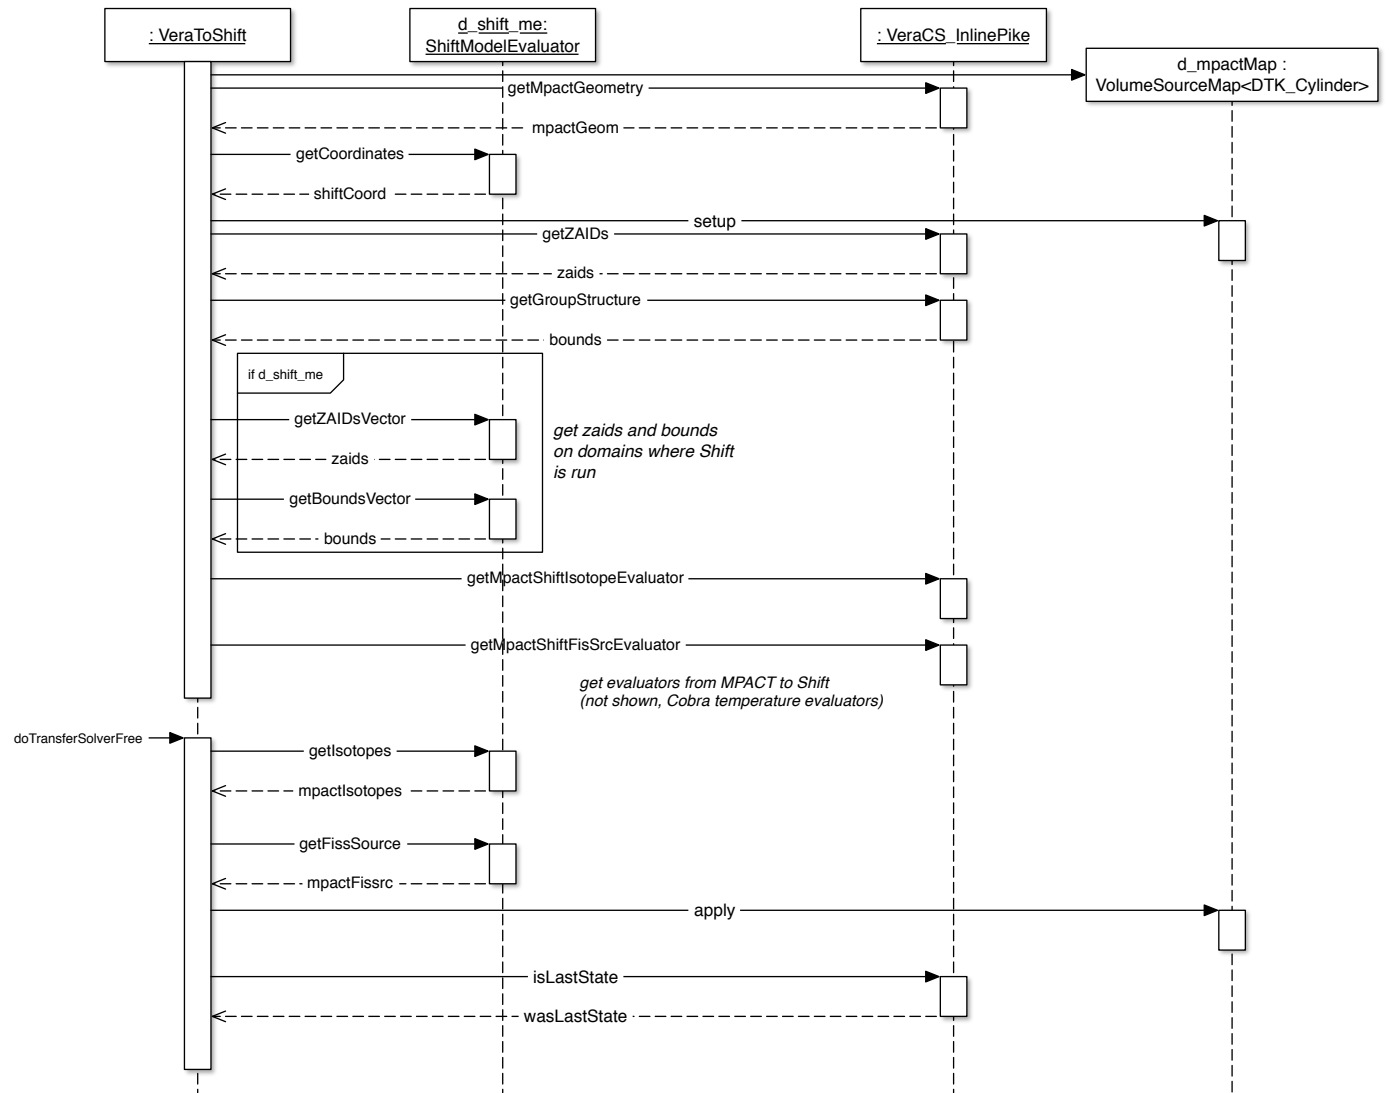 : VeraToShift
d_shift_me:
ShiftModelEvaluator
: VeraCS_InlinePike
d_mpactMap :
VolumeSourceMap<DTK_Cylinder>
getMpactGeometry
mpactGeom
getCoordinates
shiftCoord
setup
getZAIDs
zaids
getGroupStructure
bounds
if d_shift_me
getZAIDsVector
zaids
getBoundsVector
bounds
get zaids and bounds
on domains where Shift
is run
getMpactShiftIsotopeEvaluator
getMpactShiftFisSrcEvaluator
get evaluators from MPACT to Shift
(not shown, Cobra temperature evaluators)
doTransferSolverFree
getIsotopes
mpactIsotopes
getFissSource
mpactFissrc
apply
isLastState
wasLastState